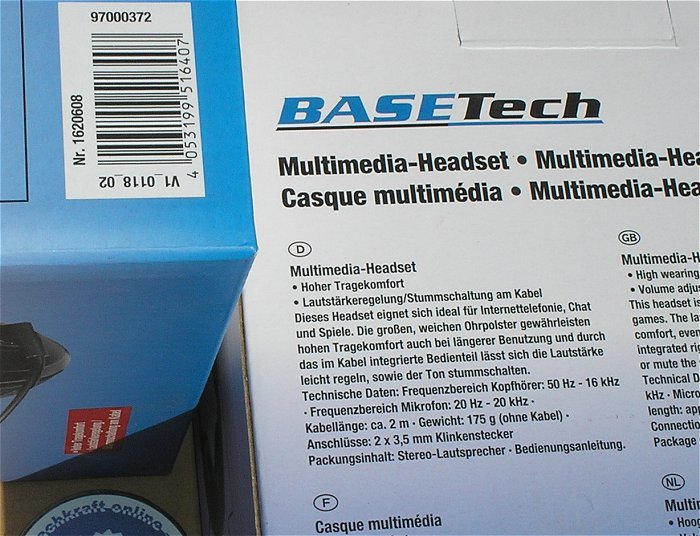 97000372
Nr. 1620608
4 053199 516407
V1_0118_02
BASETech
Multimedia-Headset • Multimedia-Hea
Casque multimédia • Multimedia-Hea
D
Multimedia-Headset
• Hoher Tragekomfort
• Lautstärkeregelung/Stummschaltung am Kabel
Dieses Headset eignet sich ideal für Internettelefonie, Chat
und Spiele. Die großen, weichen Ohrpolster gewährleisten
hohen Tragekomfort auch bei längerer Benutzung und durch
das im Kabel integrierte Bedienteil lässt sich die Lautstärke
leicht regeln, sowie der Ton stummschalten.
Technische Daten: Frequenzbereich Kopfhörer: 50 Hz - 16 kHz
· Frequenzbereich Mikrofon: 20 Hz - 20 kHz ·
Kabellänge: ca. 2 m · Gewicht: 175 g (ohne Kabel) ·
Anschlüsse: 2 x 3,5 mm Klinkenstecker
Packungsinhalt: Stereo-Lautsprecher · Bedienungsanleitung.
F
Casque multimédia
GB
Multimedia-H
• High wearing
• Volume adjus
This headset is
games. The la
comfort, even
integrated rig
or mute the
Technical D
kHz · Micro
length: ap
Connectio
Package
NL
Multim
• Hoog
• Hoher Tragekomfort
chkraft-online